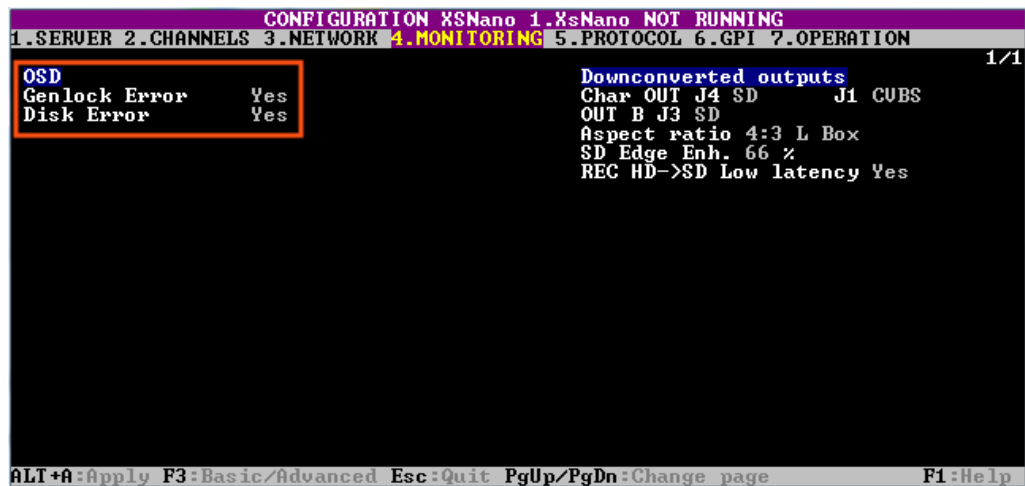 CONFIGURATION XSNano 1.XsNano NOT RUNNING
1.SERVER 2.CHANNELS 3.NETWORK 4.MONITORING 5.PROTOCOL 6.GPI 7.OPERATION
1/1
OSD
Genlock Error Yes
Disk Error Yes
Downconverted outputs
Char OUT J4 SD J1 CVBS
OUT B J3 SD
Aspect ratio 4:3 L Box
SD Edge Enh. 66 %
REC HD->SD Low latency Yes
ALT+A:Apply F3:Basic/Advanced Esc:Quit PgUp/PgDn:Change page F1:Help